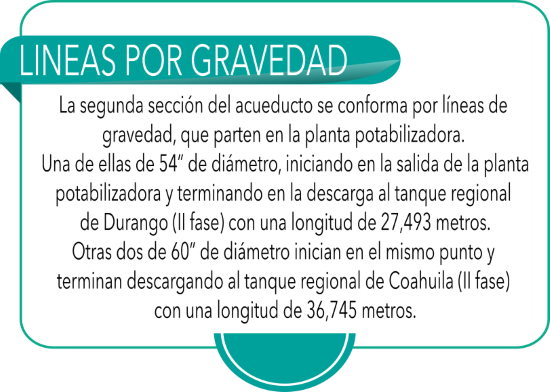 LINEAS POR GRAVEDAD
La segunda sección del acueducto se conforma por líneas de
gravedad, que parten en la planta potabilizadora.
Una de ellas de 54“ de diámetro, iniciando en la salida de la planta
potabilizadora y terminando en la descarga al tanque regional
de Durango (II fase) con una longitud de 27,493 metros.
Otras dos de 60” de diámetro inician en el mismo punto y
terminan descargando al tanque regional de Coahuila (II fase)
con una longitud de 36,745 metros.